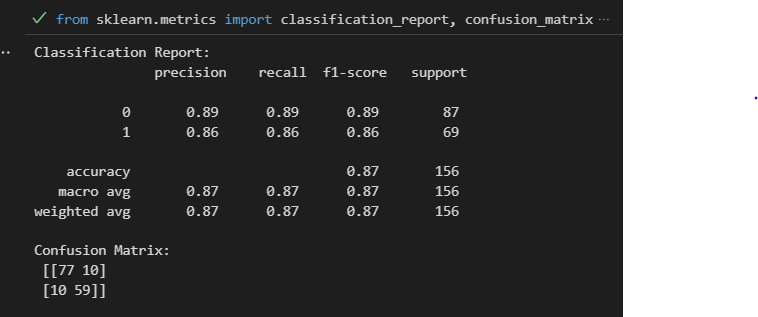 from sklearn.metrics import classification_report, confusion_matrix ...
Classification Report:
precision recall f1-score support
0 0.89 0.89 0.89 87
1 0.86 0.86 0.86 69
accuracy 0.87 156
macro avg 0.87 0.87 0.87 156
weighted avg 0.87 0.87 0.87 156
Confusion Matrix:
[[77 10]
[10 59]]